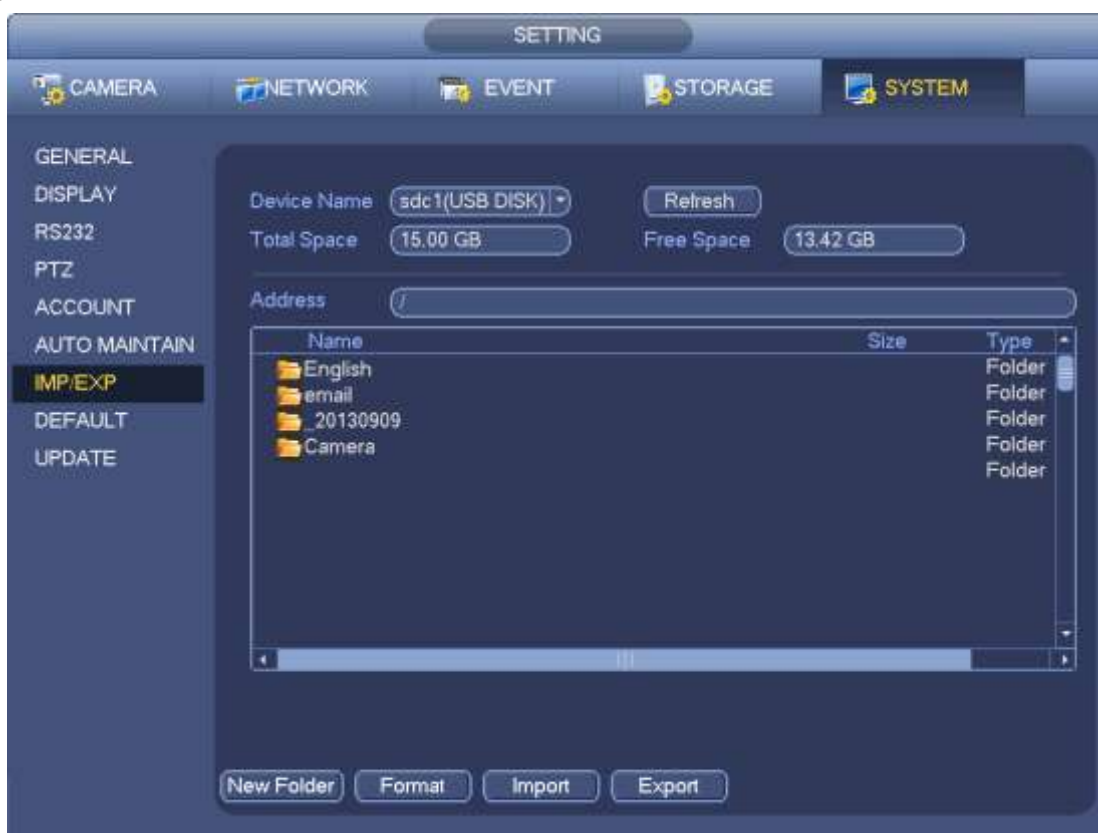 SETTING
CAMERA NETWORK EVENT STORAGE SYSTEM
GENERAL
DISPLAY
RS232
PTZ
ACCOUNT
AUTO MAINTAIN
IMP/EXP
DEFAULT
UPDATE
Device Name sdc1(USB DISK) Refresh
Total Space 15.00 GB Free Space 13.42 GB
Address /
Name Size Type
English Folder
email Folder
_20130909 Folder
Camera Folder
Folder
New Folder Format Import Export